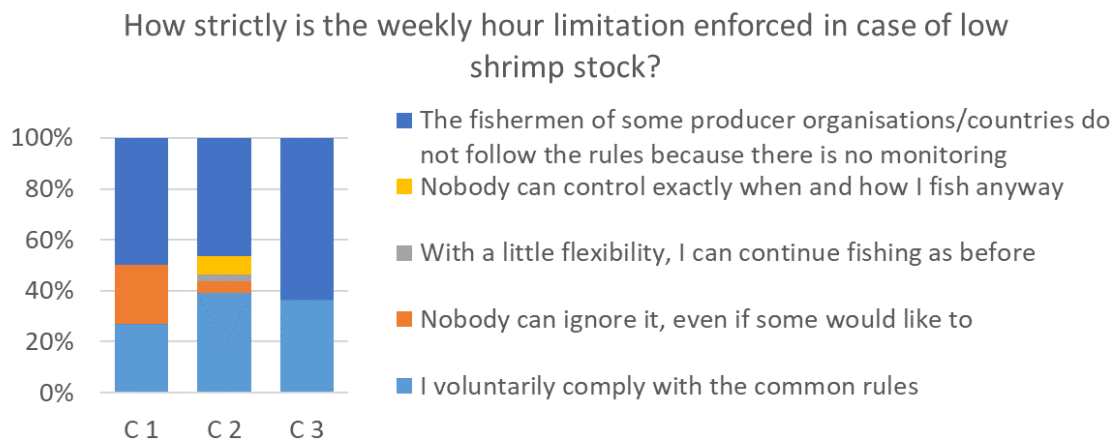 How strictly is the weekly hour limitation enforced in case of low
shrimp stock?
100%
80%
60%
40%
20%
0%
C 1
C 2
C 3
The fishermen of some producer organisations/countries do
not follow the rules because there is no monitoring
Nobody can control exactly when and how I fish anyway
With a little flexibility, I can continue fishing as before
Nobody can ignore it, even if some would like to
I voluntarily comply with the common rules